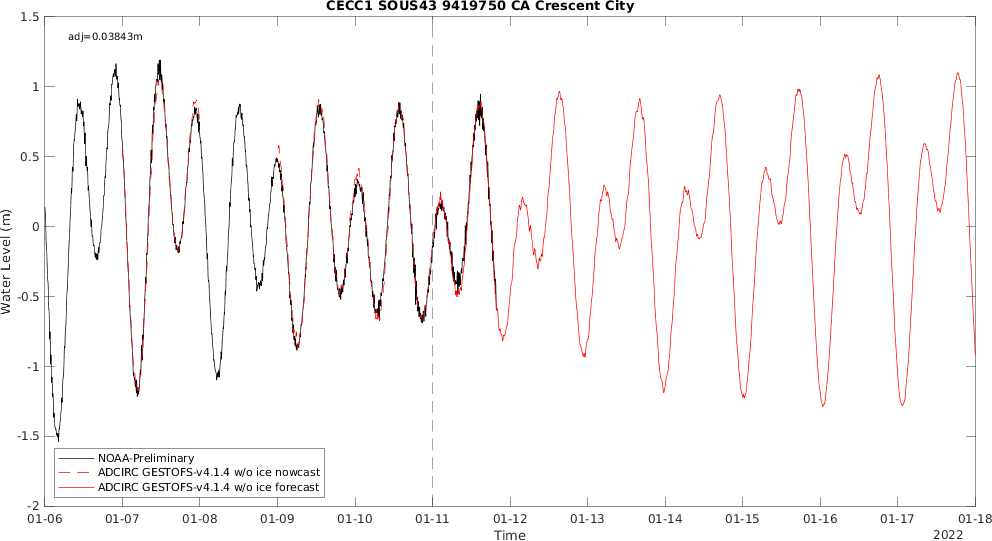 CECC1 SOUS43 9419750 CA Crescent City
adj=0.03843m
1.5
1
0.5
0
-0.5
-1
-1.5
-2
Water Level (m)
NOAA-Preliminary
ADCIRC GESTOFS-v4.1.4 w/o ice nowcast
ADCIRC GESTOFS-v4.1.4 w/o ice forecast
01-06 01-07 01-08 01-09 01-10 01-11 01-12 01-13 01-14 01-15 01-16 01-17 01-18
Time
2022